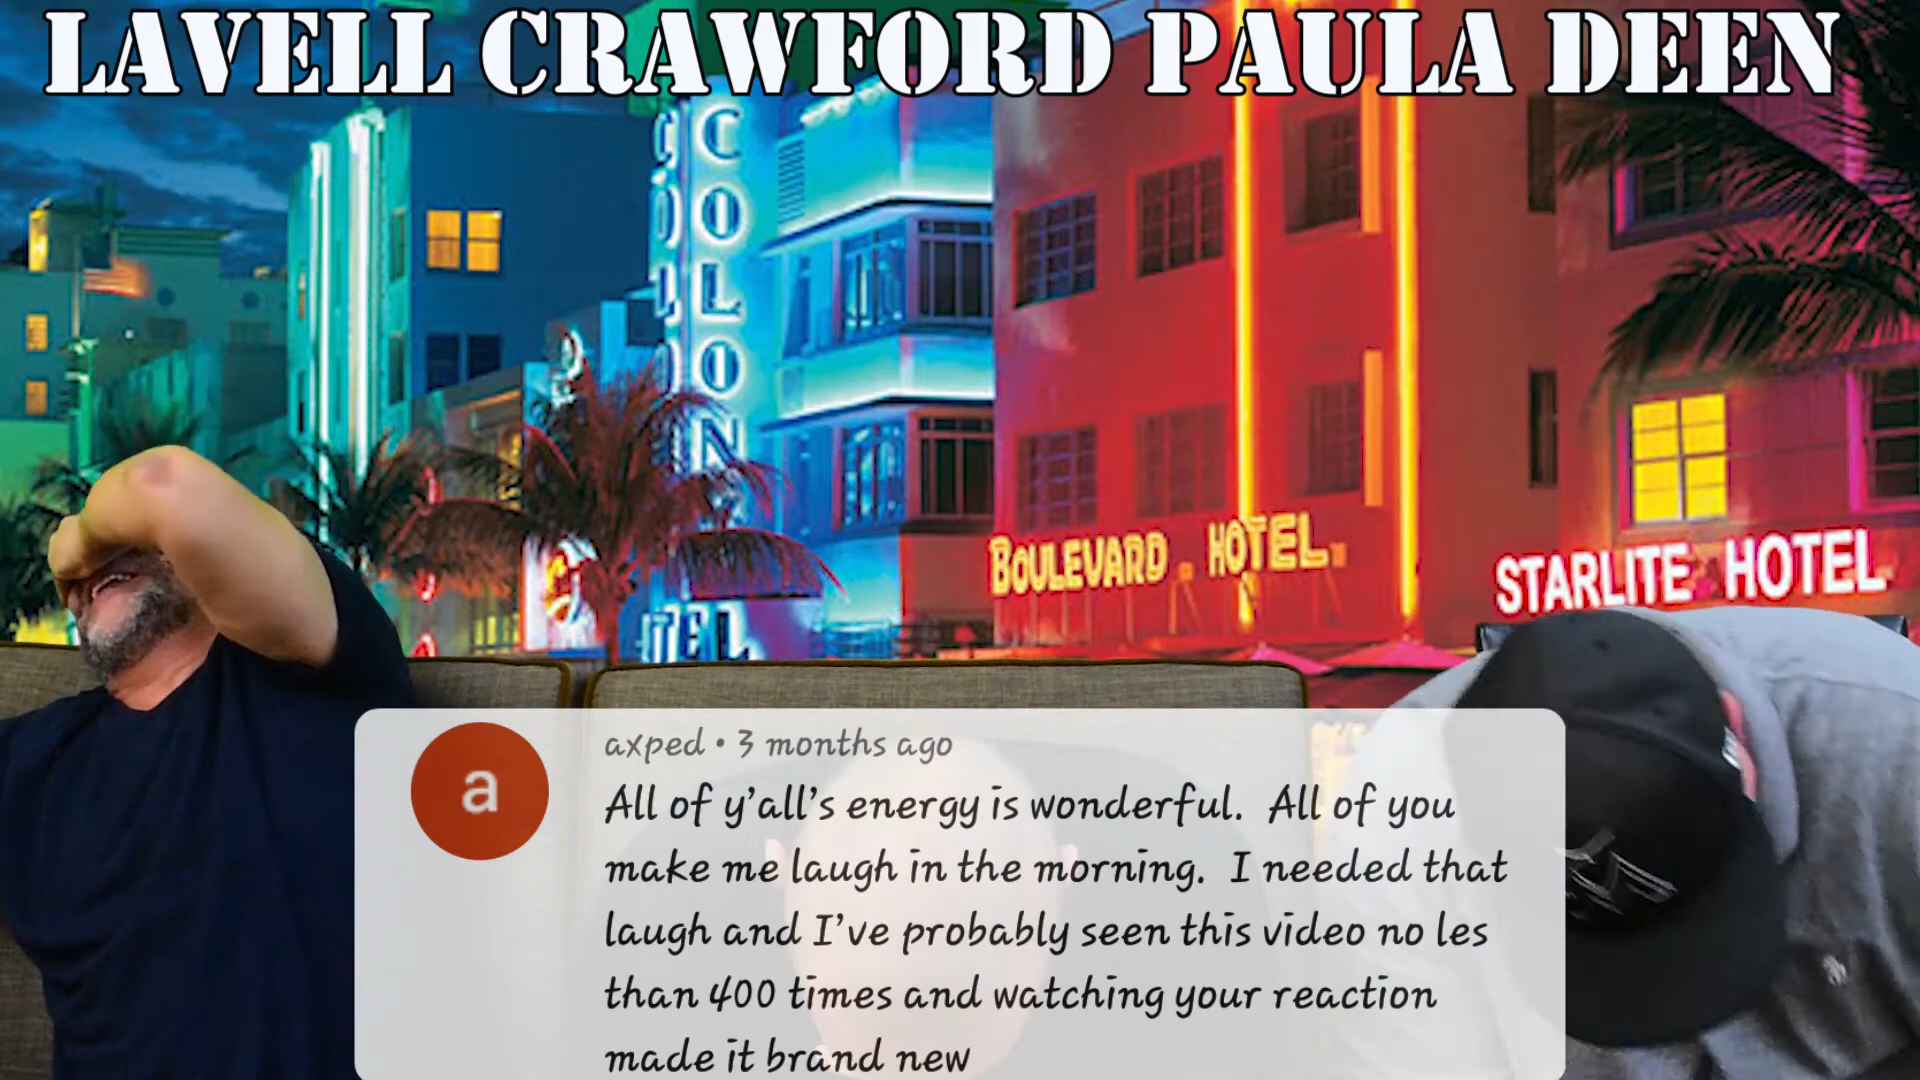 LAVELL CRAWFORD PAULA DEEN
COLONY
BOULEVARD HOTEL
STARLITE HOTEL
axped • 3 months ago
a
All of y'all's energy is wonderful. All of you
make me laugh in the morning. I needed that
laugh and I've probably seen this video no les
than 400 times and watching your reaction
made it brand new